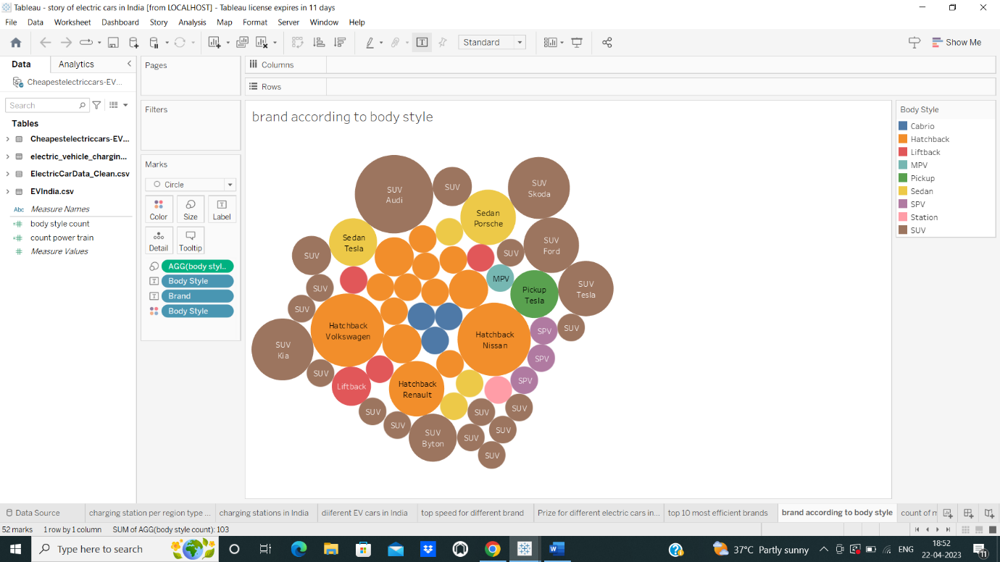 Tableau - story of electric cars in India [from LOCALHOST] - Tableau license expires in 11 days
File Data Worksheet Dashboard Story Analysis Map Format Server Window Help
Standard
Show Me
Data Analytics
Cheapestelectriccars-EV...
Search
Tables
Cheapestelectriccars-EV...
electric_vehicle_chargin...
ElectricCarData_Clean.csv
EVIndia.csv
Abc Measure Names
body style count
count power train
Measure Values
Pages
Filters
Marks
Circle
Color Size Label
Detail Tooltip
AGG(body styl..
Body Style
Brand
Body Style
Columns
Rows
brand according to body style
SUV
Audi
SUV
SUV
Skoda
Sedan
Porsche
Sedan
Tesla
SUV
SUV
SUV
Ford
MPV
SUV
Pickup
Tesla
SUV
Tesla
SUV
Hatchback
Volkswagen
Hatchback
Nissan
SPV
SUV
SUV
Kia
SPV
SUV
Liftback
Hatchback
Renault
SPV
SUV
SUV
SUV
SUV
SUV
Byton
SUV
SUV
SUV
Body Style
Cabrio
Hatchback
Liftback
MPV
Pickup
Sedan
SPV
Station
SUV
Data Source
charging station per region type ...
charging stations in India
diiferent EV cars in India
top speed for different brand
Prize for different electric cars in...
top 10 most efficient brands
brand according to body style
count of m
52 marks 1 row by 1 column SUM of AGG(body style count): 103
Type here to search
37°C Partly sunny
ENG
18:52
22-04-2023
11